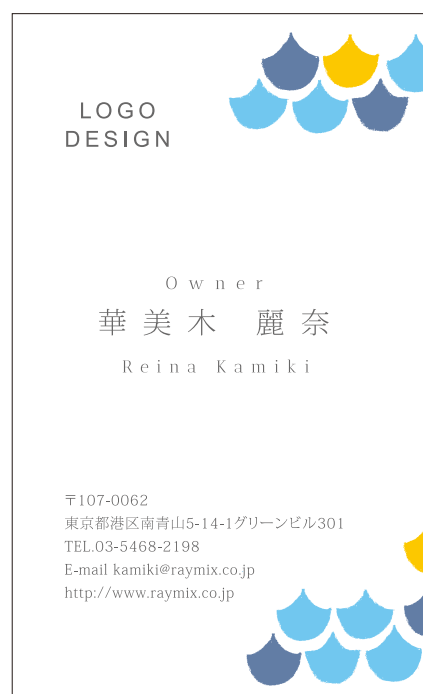 LOGO
DESIGN
Owner
華美木 麗奈
Reina Kamiki
〒107-0062
東京都港区南青山5-14-1グリーンビル301
TEL.03-5468-2198
E-mail kamiki@raymix.co.jp
http://www.raymix.co.jp